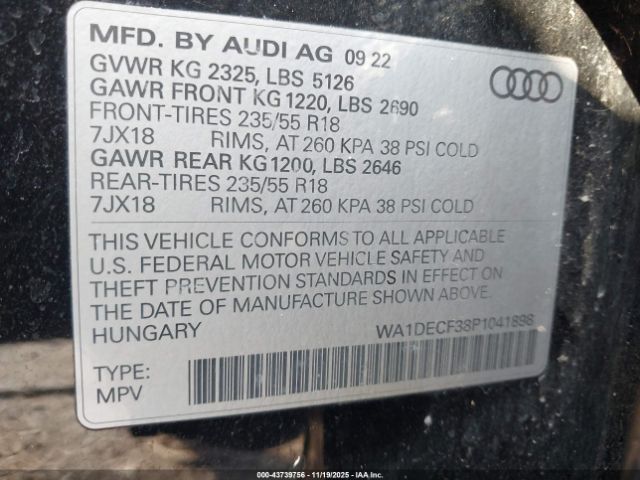 MFD. BY AUDI AG 09 22
GVWR KG 2325, LBS 5126
GAWR FRONT KG 1220, LBS 2690
FRONT-TIRES 235/55 R18
7JX18 RIMS, AT 260 KPA 38 PSI COLD
GAWR REAR KG 1200, LBS 2646
REAR-TIRES 235/55 R18
7JX18 RIMS, AT 260 KPA 38 PSI COLD
THIS VEHICLE CONFORMS TO ALL APPLICABLE
U.S. FEDERAL MOTOR VEHICLE SAFETY AND
THEFT PREVENTION STANDARDS IN EFFECT ON
THE DATE OF MANUFACTURE SHOWN ABOVE.
HUNGARY WA1DECF38P1041898
TYPE:
MPV
000-43739756 - 11/19/2025 - IAAI.COM